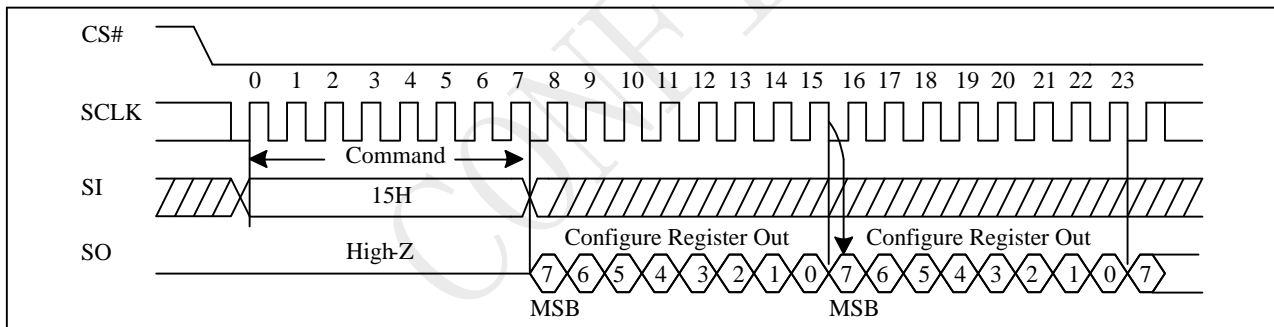 CS#
0 1 2 3 4 5 6 7 8 9 10 11 12 13 14 15 16 17 18 19 20 21 22 23
SCLK
Command
SI
15H
SO
High-Z
Configure Register Out
Configure Register Out
7 6 5 4 3 2 1 0 7 6 5 4 3 2 1 0 7
MSB
MSB